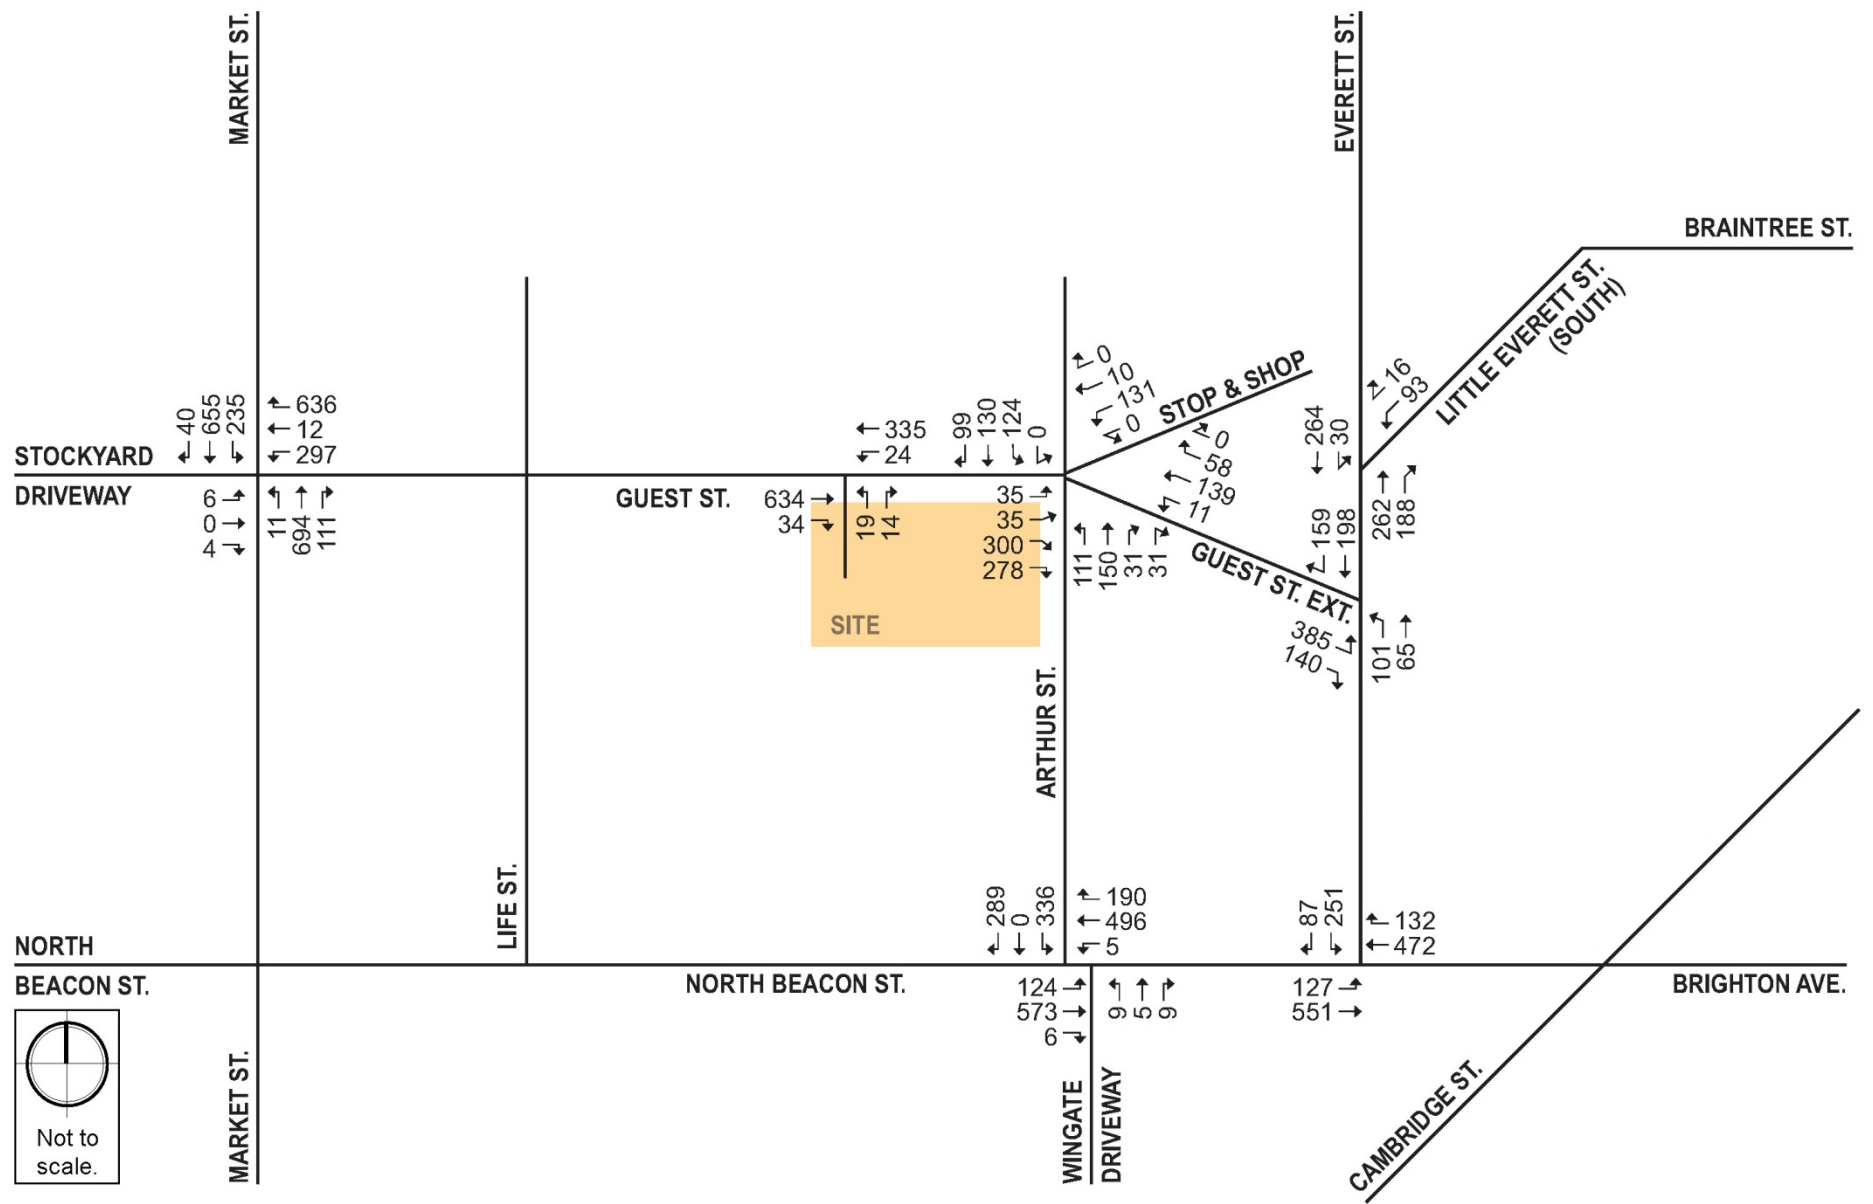 MARKET ST.
EVERETT ST.
BRAINTREE ST.
LITTLE EVERETT ST.
(SOUTH)
STOP & SHOP
STOCKYARD
DRIVEWAY
40
655
235
636
12
297
6
0
4
11
694
111
GUEST ST.
335
24
634
34
19
14
SITE
99
130
124
0
0
10
131
0
35
35
300
278
111
150
31
31
0
58
139
11
GUEST ST. EXT.
264
30
16
93
262
188
159
198
385
140
101
65
ARTHUR ST.
LIFE ST.
NORTH
BEACON ST.
NORTH BEACON ST.
289
0
336
190
496
5
124
573
6
9
5
9
87
251
132
472
127
551
BRIGHTON AVE.
MARKET ST.
WINGATE
DRIVEWAY
CAMBRIDGE ST.
Not to
scale.